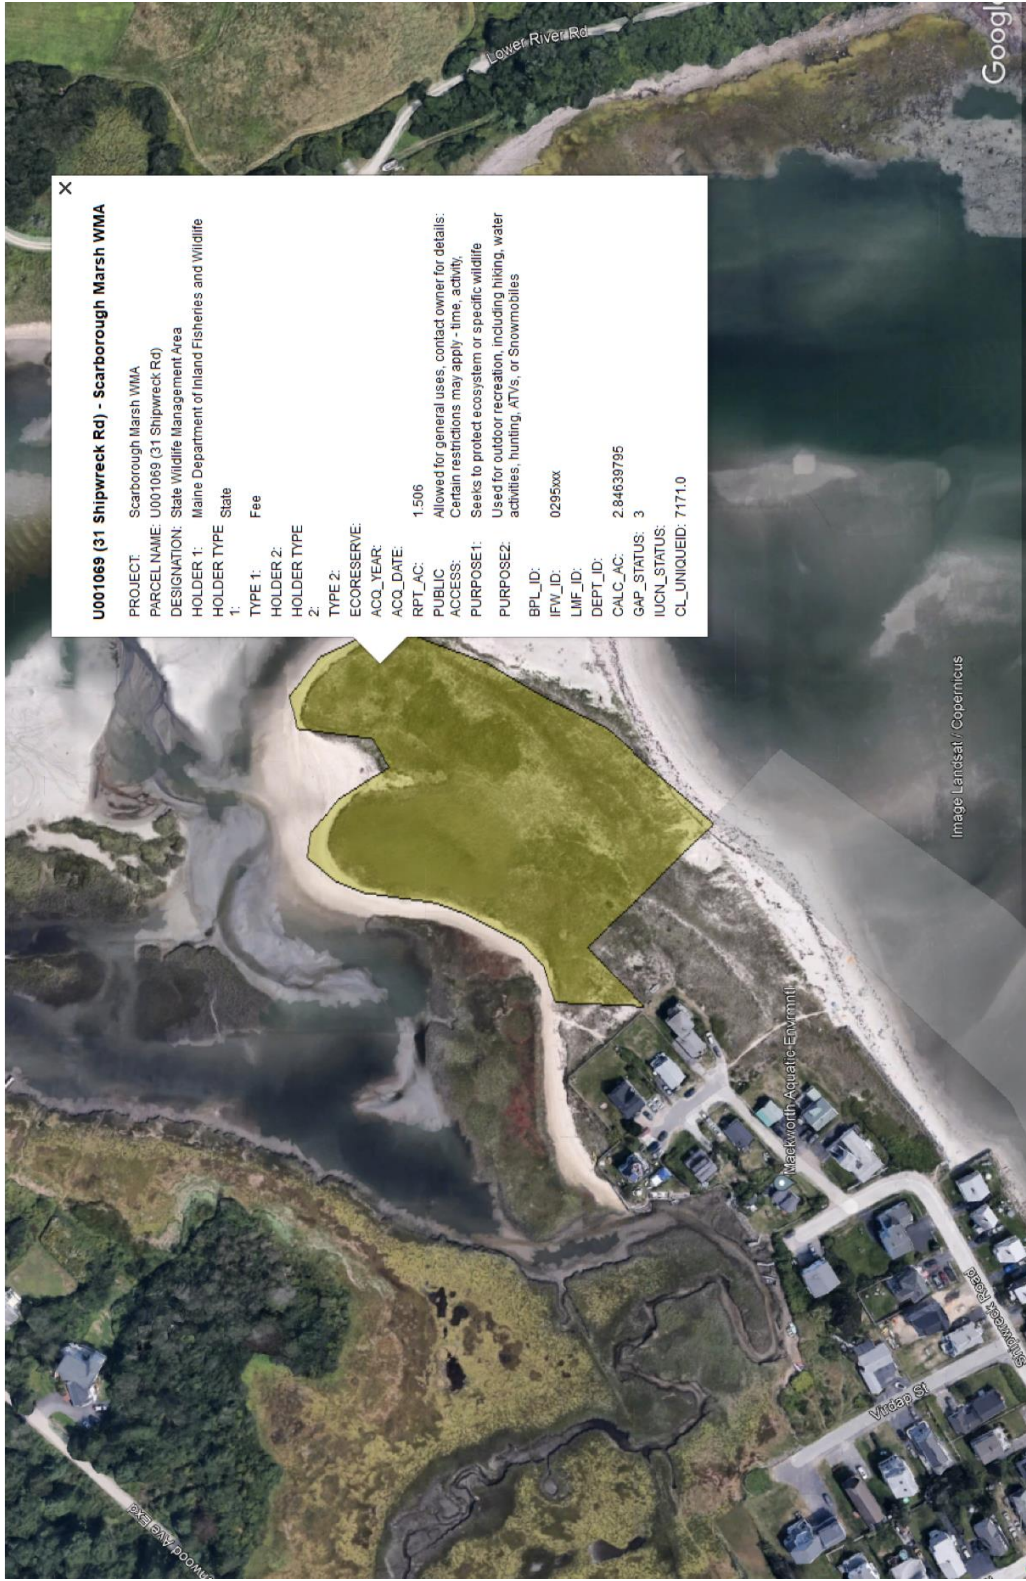 U001069 (31 Shipwreck Rd) - Scarborough Marsh WMA
PROJECT: Scarborough Marsh WMA
PARCEL NAME: U001069 (31 Shipwreck Rd)
DESIGNATION: State Wildlife Management Area
HOLDER 1: Maine Department of Inland Fisheries and Wildlife
HOLDER TYPE 1: State
TYPE 1: Fee
HOLDER 2:
HOLDER TYPE 2:
TYPE 2:
ECORESERVE:
ACQ_YEAR:
ACQ_DATE:
RPT_AC: 1.506
PUBLIC ACCESS: Allowed for general uses, contact owner for details:
Certain restrictions may apply - time, activity,
PURPOSE1: Seeks to protect ecosystem or specific wildlife
PURPOSE2: Used for outdoor recreation, including hiking, water
activities, hunting, ATVs, or Snowmobiles
BPL_ID:
IFW_ID: 0295xxx
LMF_ID:
DEPT_ID:
CALC_AC: 2.84639795
GAP_STATUS: 3
IUCN_STATUS:
CL_UNIQUEID: 7171.0
Lower River Rd
Googl
Image Landsat / Copernicus
Mackworth Aquatic Envrmntl
Shipwreck Road
Virdap St
nwood Ave Exd